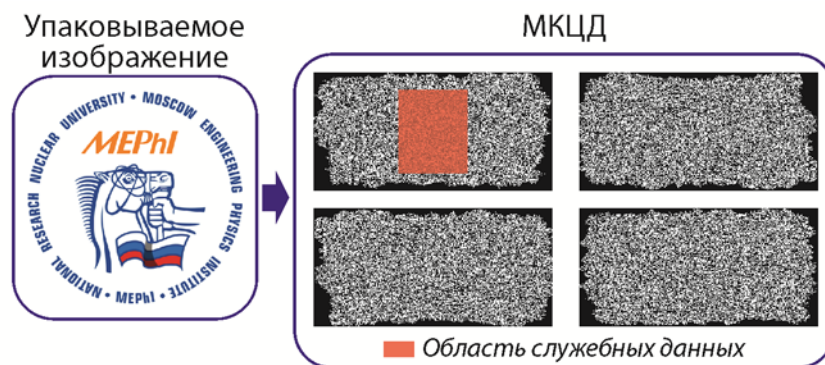 Упаковываемое
изображение
МКЦД
NATIONAL RESEARCH NUCLEAR UNIVERSITY • MOSCOW ENGINEERING PHYSICS INSTITUTE • MEPhI •
MEPhI
Область служебных данных